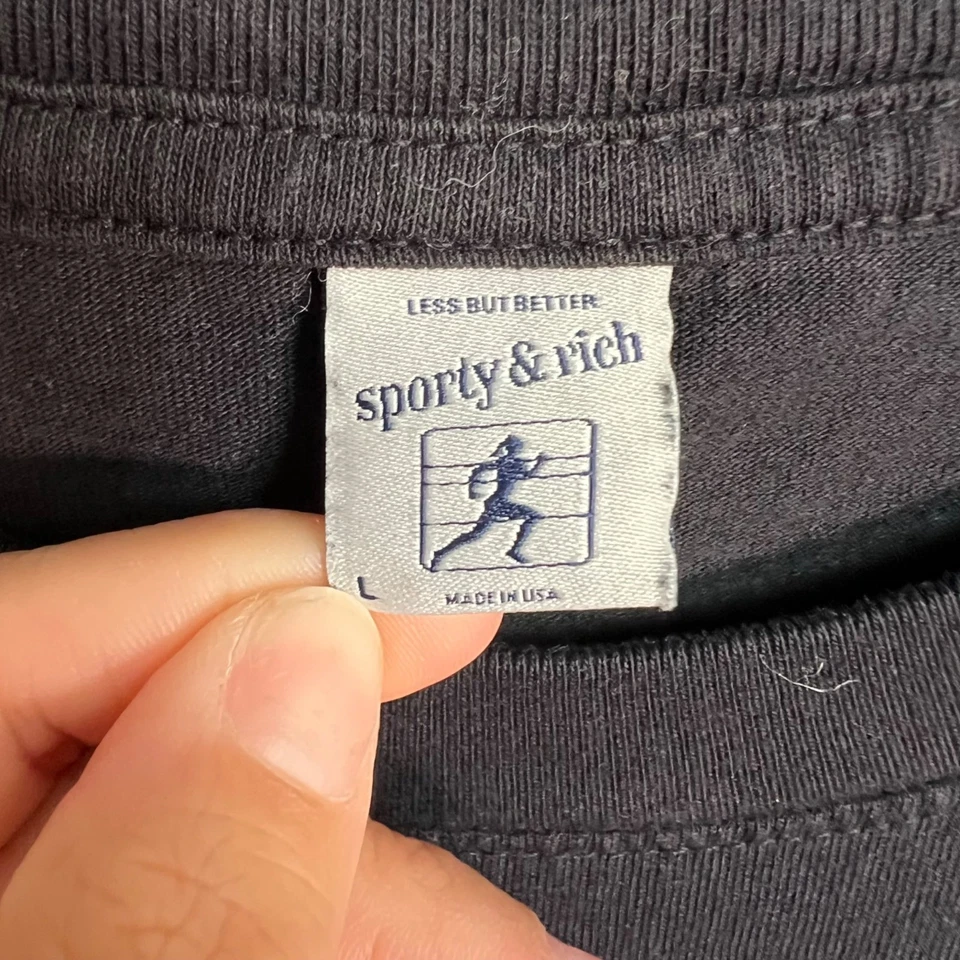 LESS BUT BETTER
sporty & rich
L
MADE IN USA